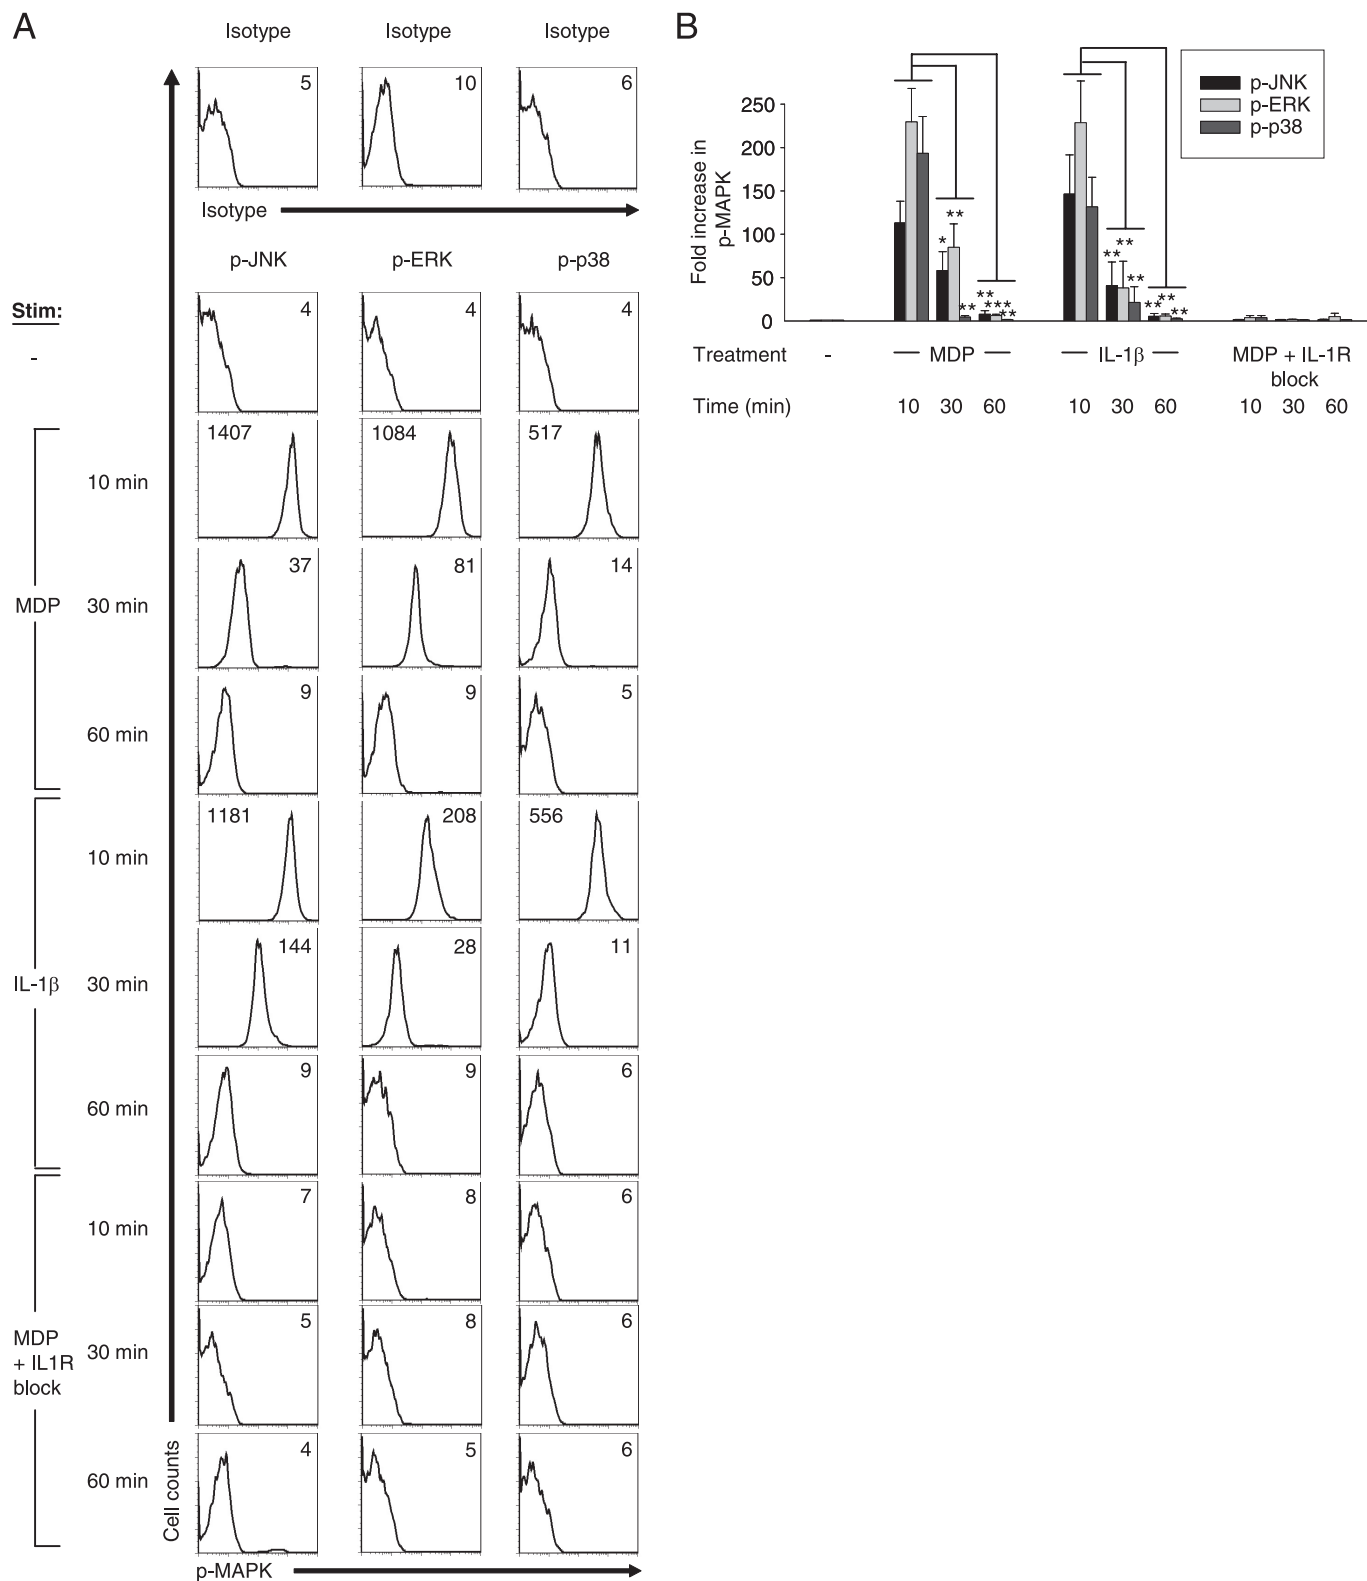 A
Isotype Isotype Isotype
5 10 6
Isotype
p-JNK p-ERK p-p38
Stim:
-
4 4 4
1407 1084 517
10 min
37 81 14
MDP 30 min
9 9 5
60 min
1181 208 556
10 min
144 28 11
IL-1β 30 min
9 9 6
60 min
7 8 6
10 min
5 8 6
MDP
+ IL1R
block
30 min
4 5 6
60 min
Cell counts
p-MAPK
B
p-JNK
p-ERK
p-p38
Fold increase in
p-MAPK
250
200
150
100
50
0
* ** **
** *** **
** ** **
** ** **
Treatment - MDP IL-1β MDP + IL-1R
block
Time (min) 10 30 60 10 30 60 10 30 60